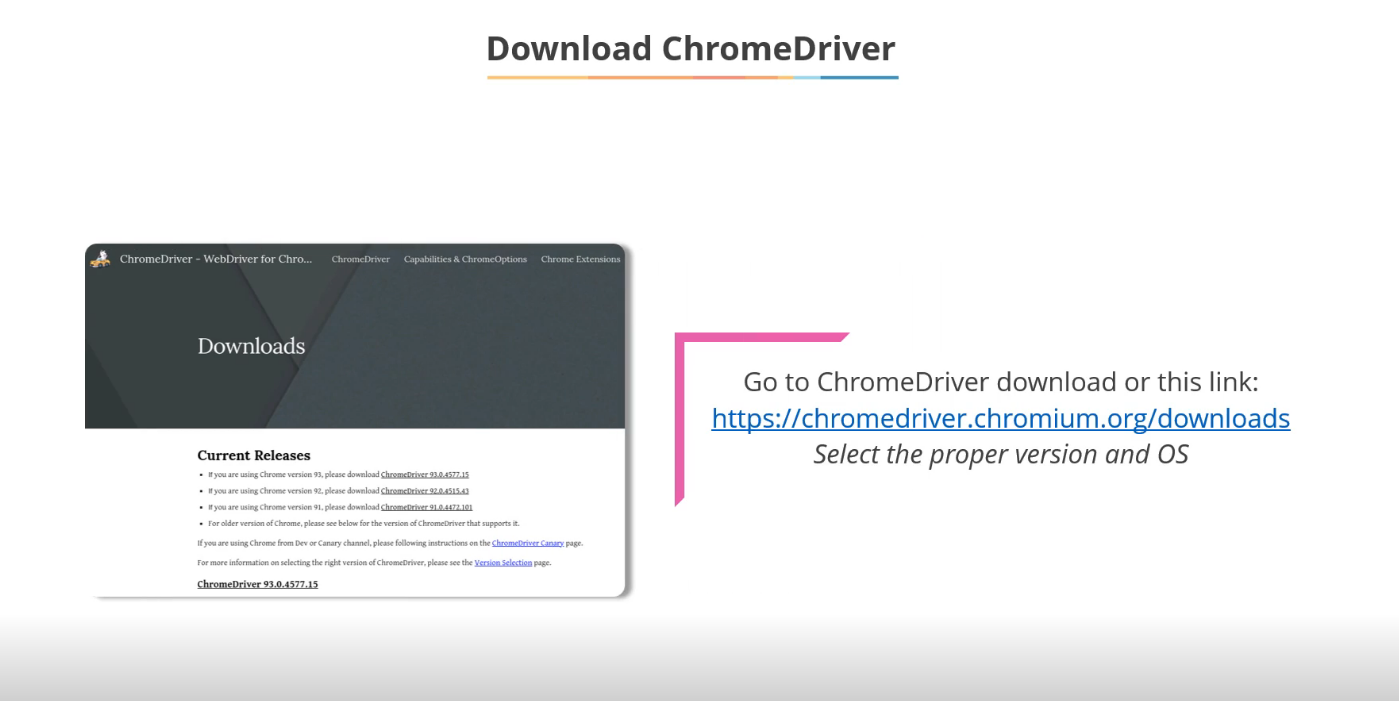 Download ChromeDriver
ChromeDriver - WebDriver for Chro... ChromeDriver Capabilities & ChromeOptions Chrome Extensions
Downloads
Current Releases
• If you are using Chrome version 93, please download ChromeDriver 93.0.4577.15
• If you are using Chrome version 92, please download ChromeDriver 92.0.4515.43
• If you are using Chrome version 91, please download ChromeDriver 91.0.4472.101
• For older version of Chrome, please see below for the version of ChromeDriver that supports it.
If you are using Chrome from Dev or Canary channel, please following instructions on the ChromeDriver Canary page.
For more information on selecting the right version of ChromeDriver, please see the Version Selection page.
ChromeDriver 93.0.4577.15
Go to ChromeDriver download or this link:
https://chromedriver.chromium.org/downloads
Select the proper version and OS